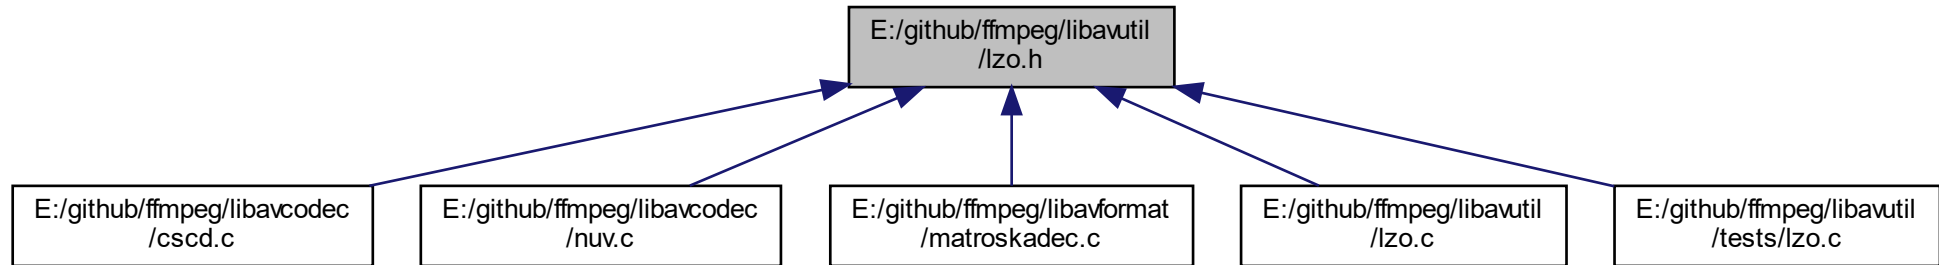 E:/github/ffmpeg/libavutil
/lzo.h
E:/github/ffmpeg/libavcodec
/cscd.c
E:/github/ffmpeg/libavcodec
/nuv.c
E:/github/ffmpeg/libavformat
/matroskadec.c
E:/github/ffmpeg/libavutil
/lzo.c
E:/github/ffmpeg/libavutil
/tests/lzo.c